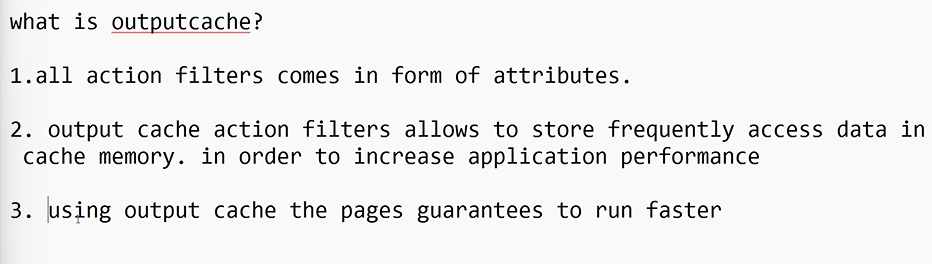 what is outputcache?
1.all action filters comes in form of attributes.
2. output cache action filters allows to store frequently access data in
cache memory. in order to increase application performance
3. using output cache the pages guarantees to run faster